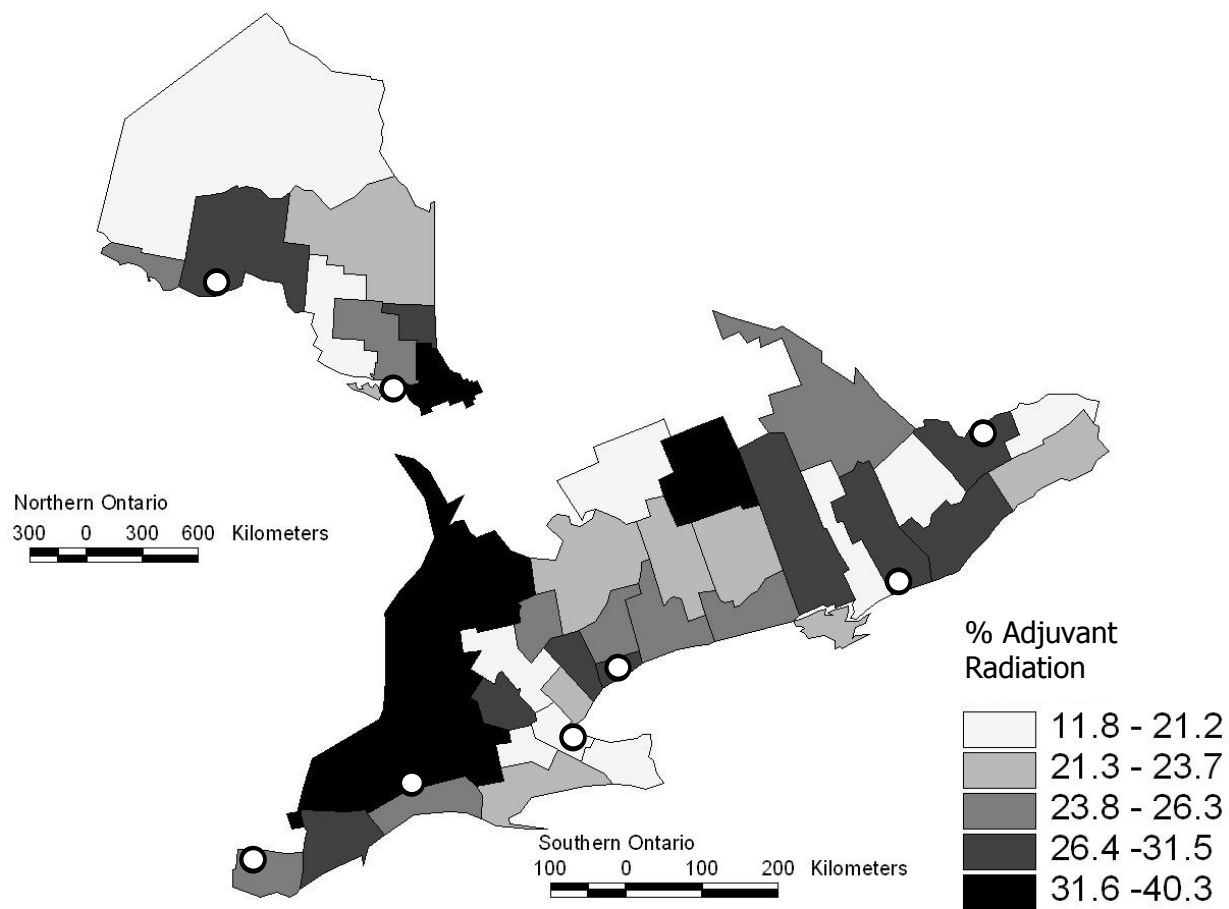 Northern Ontario
300 0 300 600 Kilometers
% Adjuvant
Radiation
11.8 - 21.2
21.3 - 23.7
23.8 - 26.3
26.4 -31.5
31.6 -40.3
Southern Ontario
100 0 100 200 Kilometers